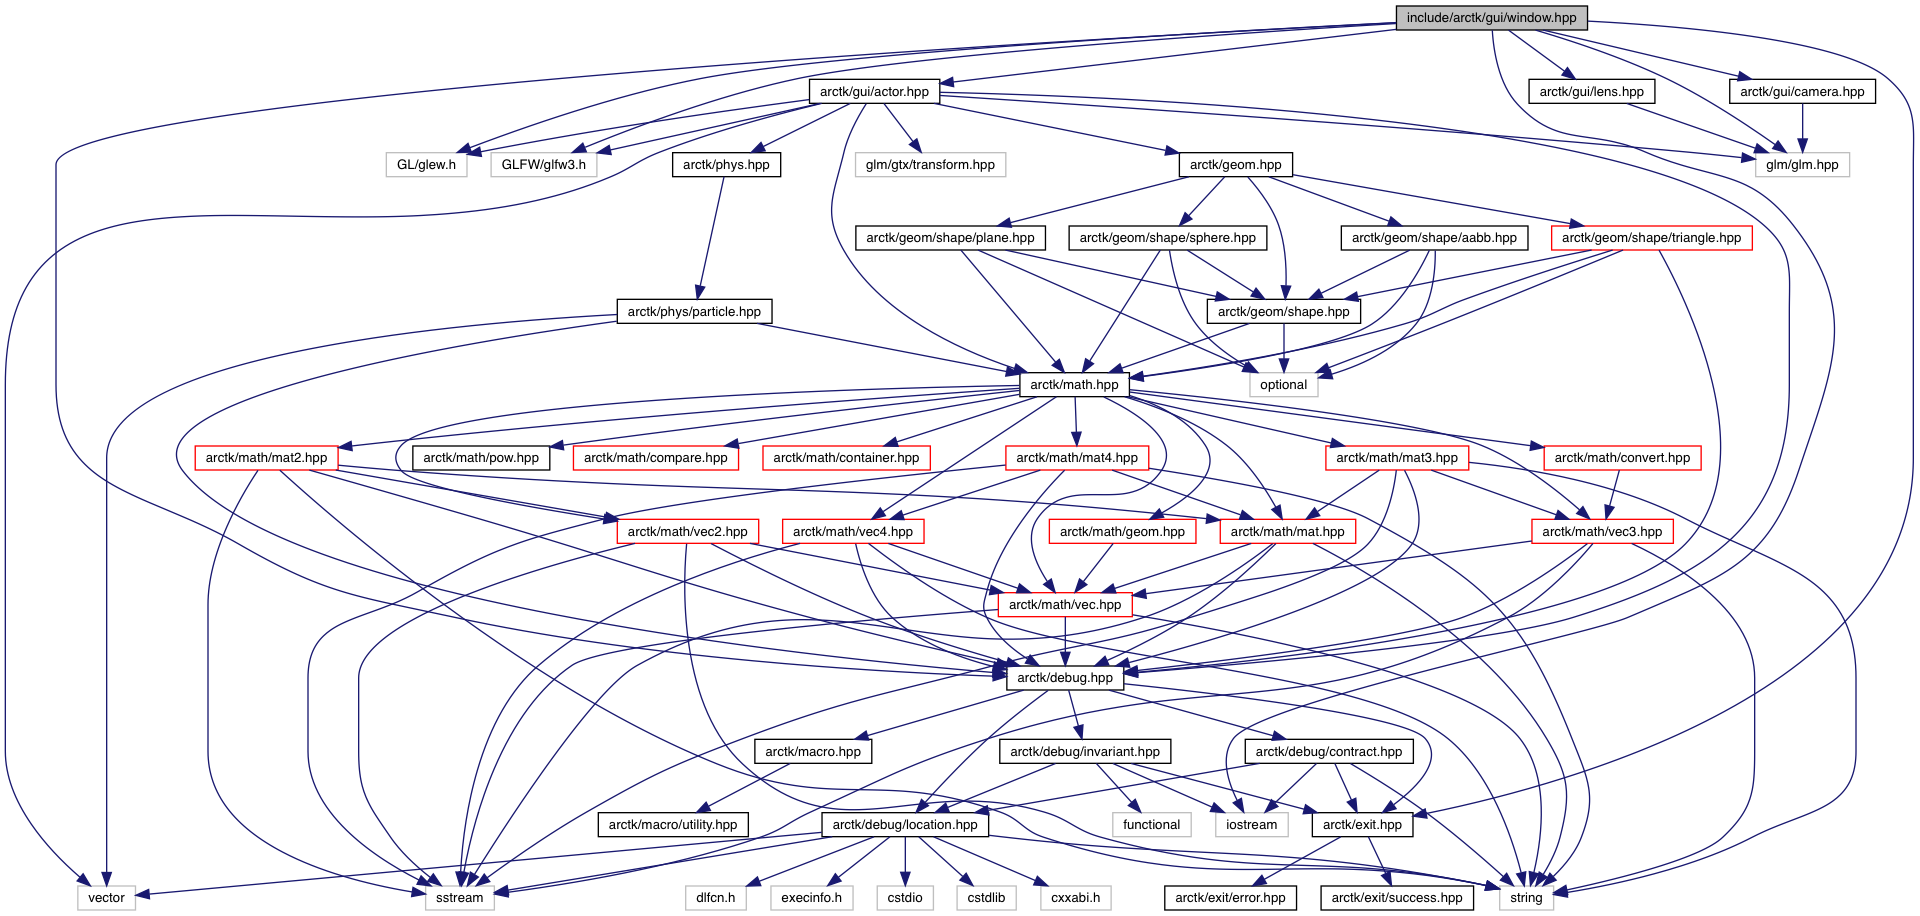 include/arctk/gui/window.hpp
arctk/gui/actor.hpp
arctk/gui/lens.hpp
arctk/gui/camera.hpp
GL/glew.h
GLFW/glfw3.h
arctk/phys.hpp
glm/gtx/transform.hpp
arctk/geom.hpp
glm/glm.hpp
arctk/geom/shape/plane.hpp
arctk/geom/shape/sphere.hpp
arctk/geom/shape/aabb.hpp
arctk/geom/shape/triangle.hpp
arctk/phys/particle.hpp
arctk/geom/shape.hpp
arctk/math.hpp
optional
arctk/math/mat2.hpp
arctk/math/pow.hpp
arctk/math/compare.hpp
arctk/math/container.hpp
arctk/math/mat4.hpp
arctk/math/mat3.hpp
arctk/math/convert.hpp
arctk/math/vec2.hpp
arctk/math/vec4.hpp
arctk/math/geom.hpp
arctk/math/mat.hpp
arctk/math/vec3.hpp
arctk/math/vec.hpp
arctk/debug.hpp
arctk/macro.hpp
arctk/debug/invariant.hpp
arctk/debug/contract.hpp
arctk/macro/utility.hpp
arctk/debug/location.hpp
functional
iostream
arctk/exit.hpp
vector
sstream
dlfcn.h
execinfo.h
cstdio
cstdlib
cxxabi.h
arctk/exit/error.hpp
arctk/exit/success.hpp
string